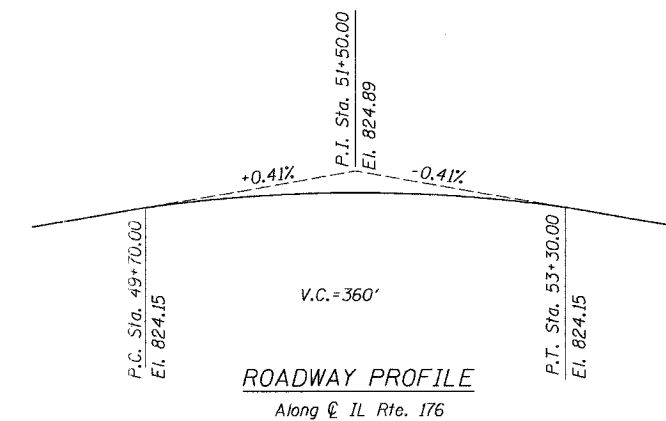 P.I. Sta. 51+50.00
El. 824.89
+0.41%
-0.41%
P.C. Sta. 49+70.00
El. 824.15
V.C.=360'
P.T. Sta. 53+30.00
El. 824.15
ROADWAY PROFILE
Along ℄ IL Rte. 176